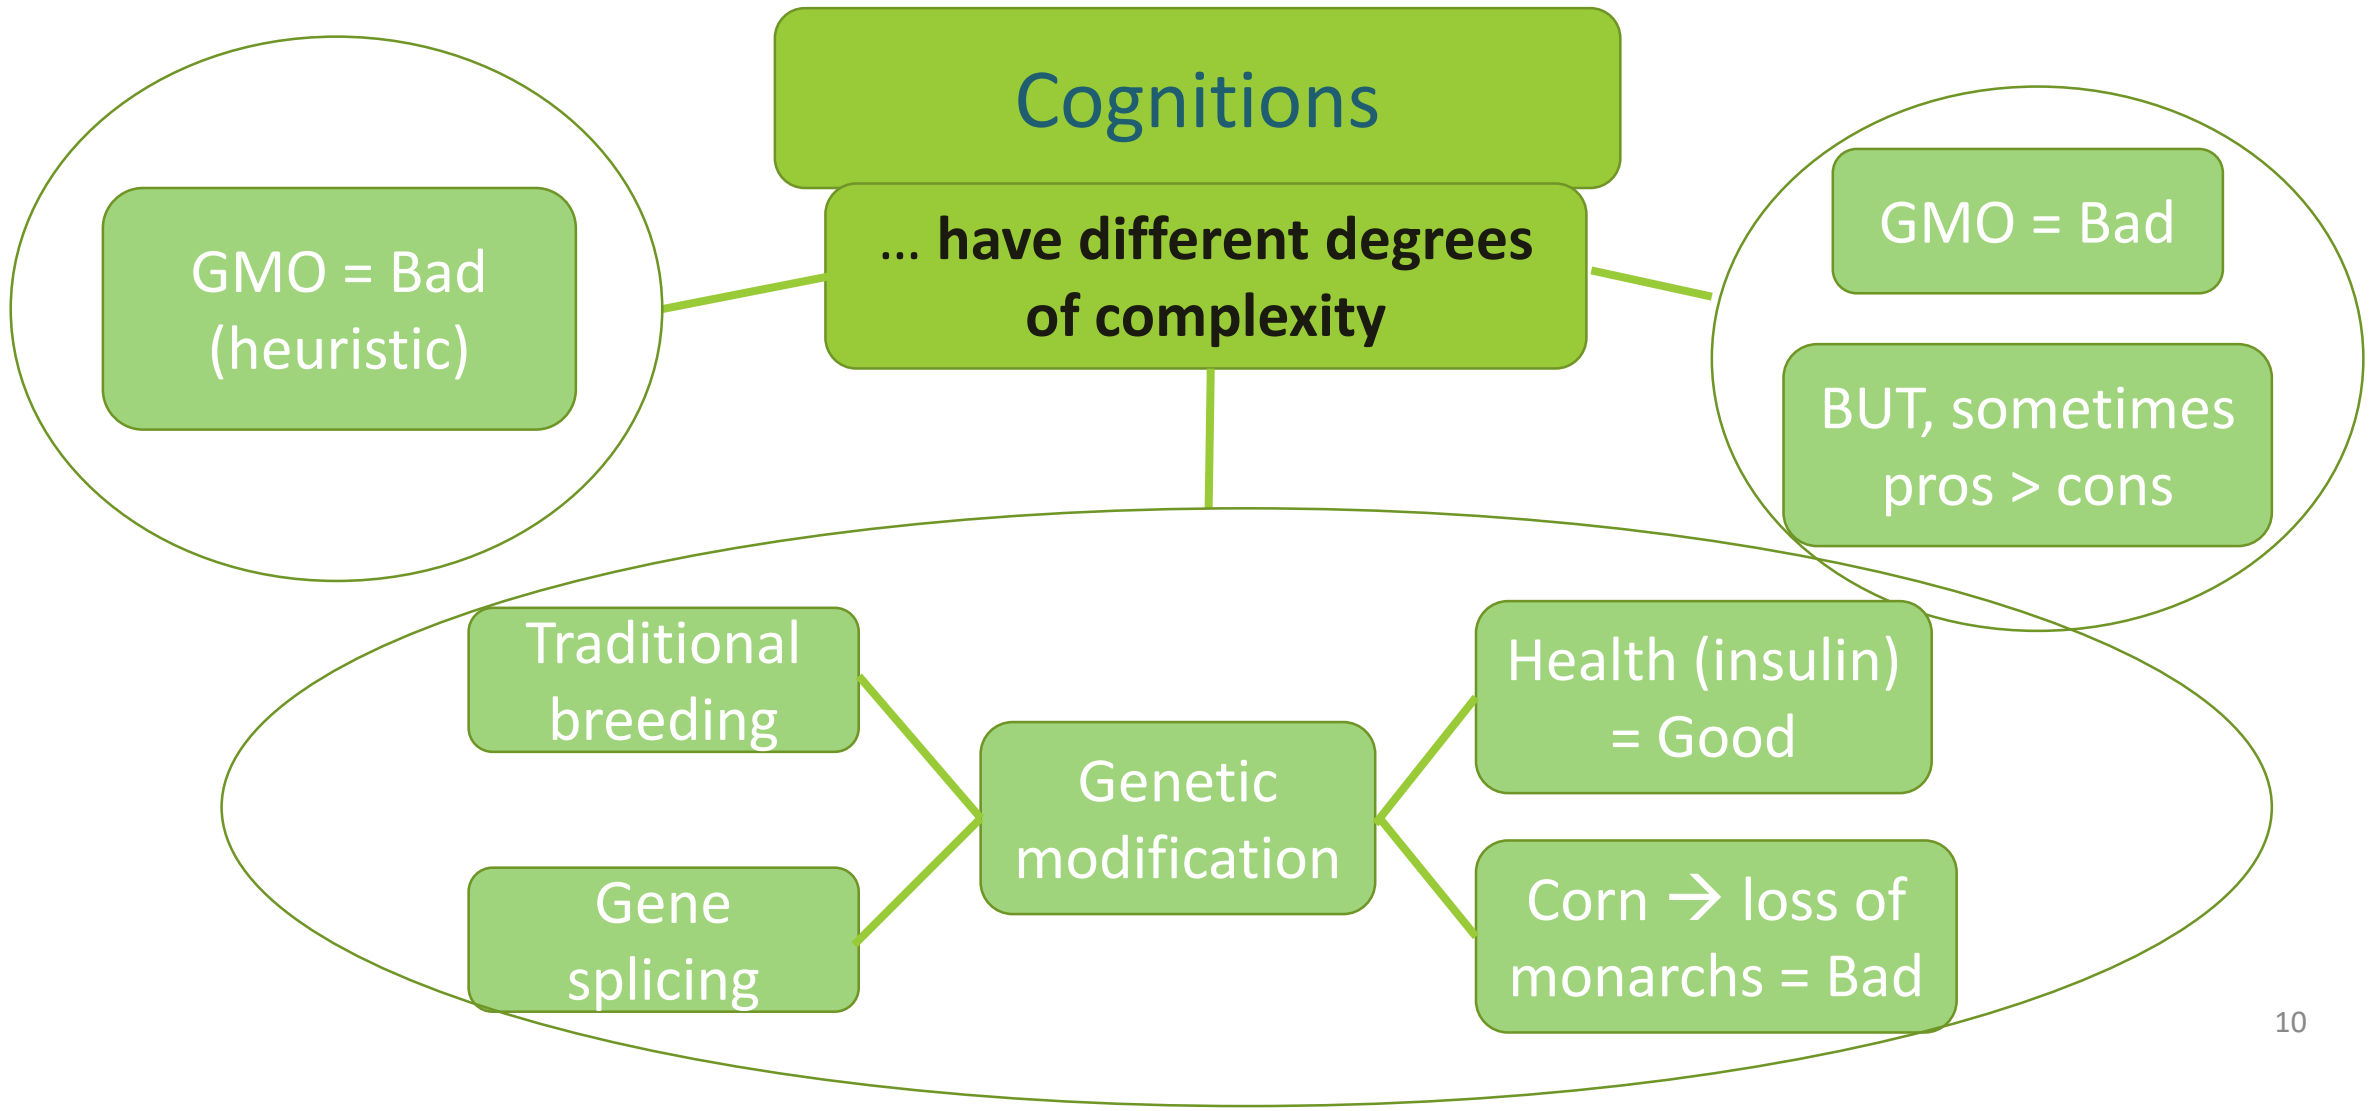 Cognitions
… have different degrees
of complexity
GMO = Bad
(heuristic)
GMO = Bad
BUT, sometimes
pros > cons
Traditional
breeding
Gene
splicing
Genetic
modification
Health (insulin)
= Good
Corn → loss of
monarchs = Bad
10